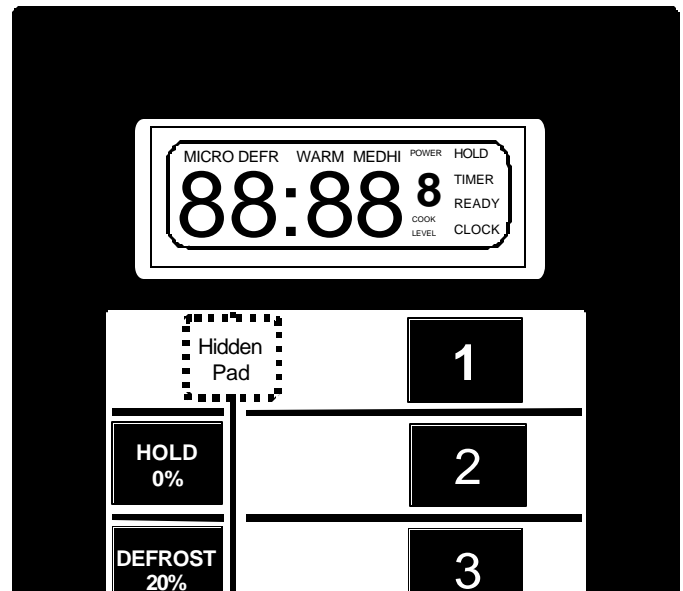 MICRO DEFR WARM MEDHI POWER HOLD
88:88 8 TIMER
READY
COOK
LEVEL CLOCK
Hidden
Pad
1
HOLD
0%
2
DEFROST
20%
3